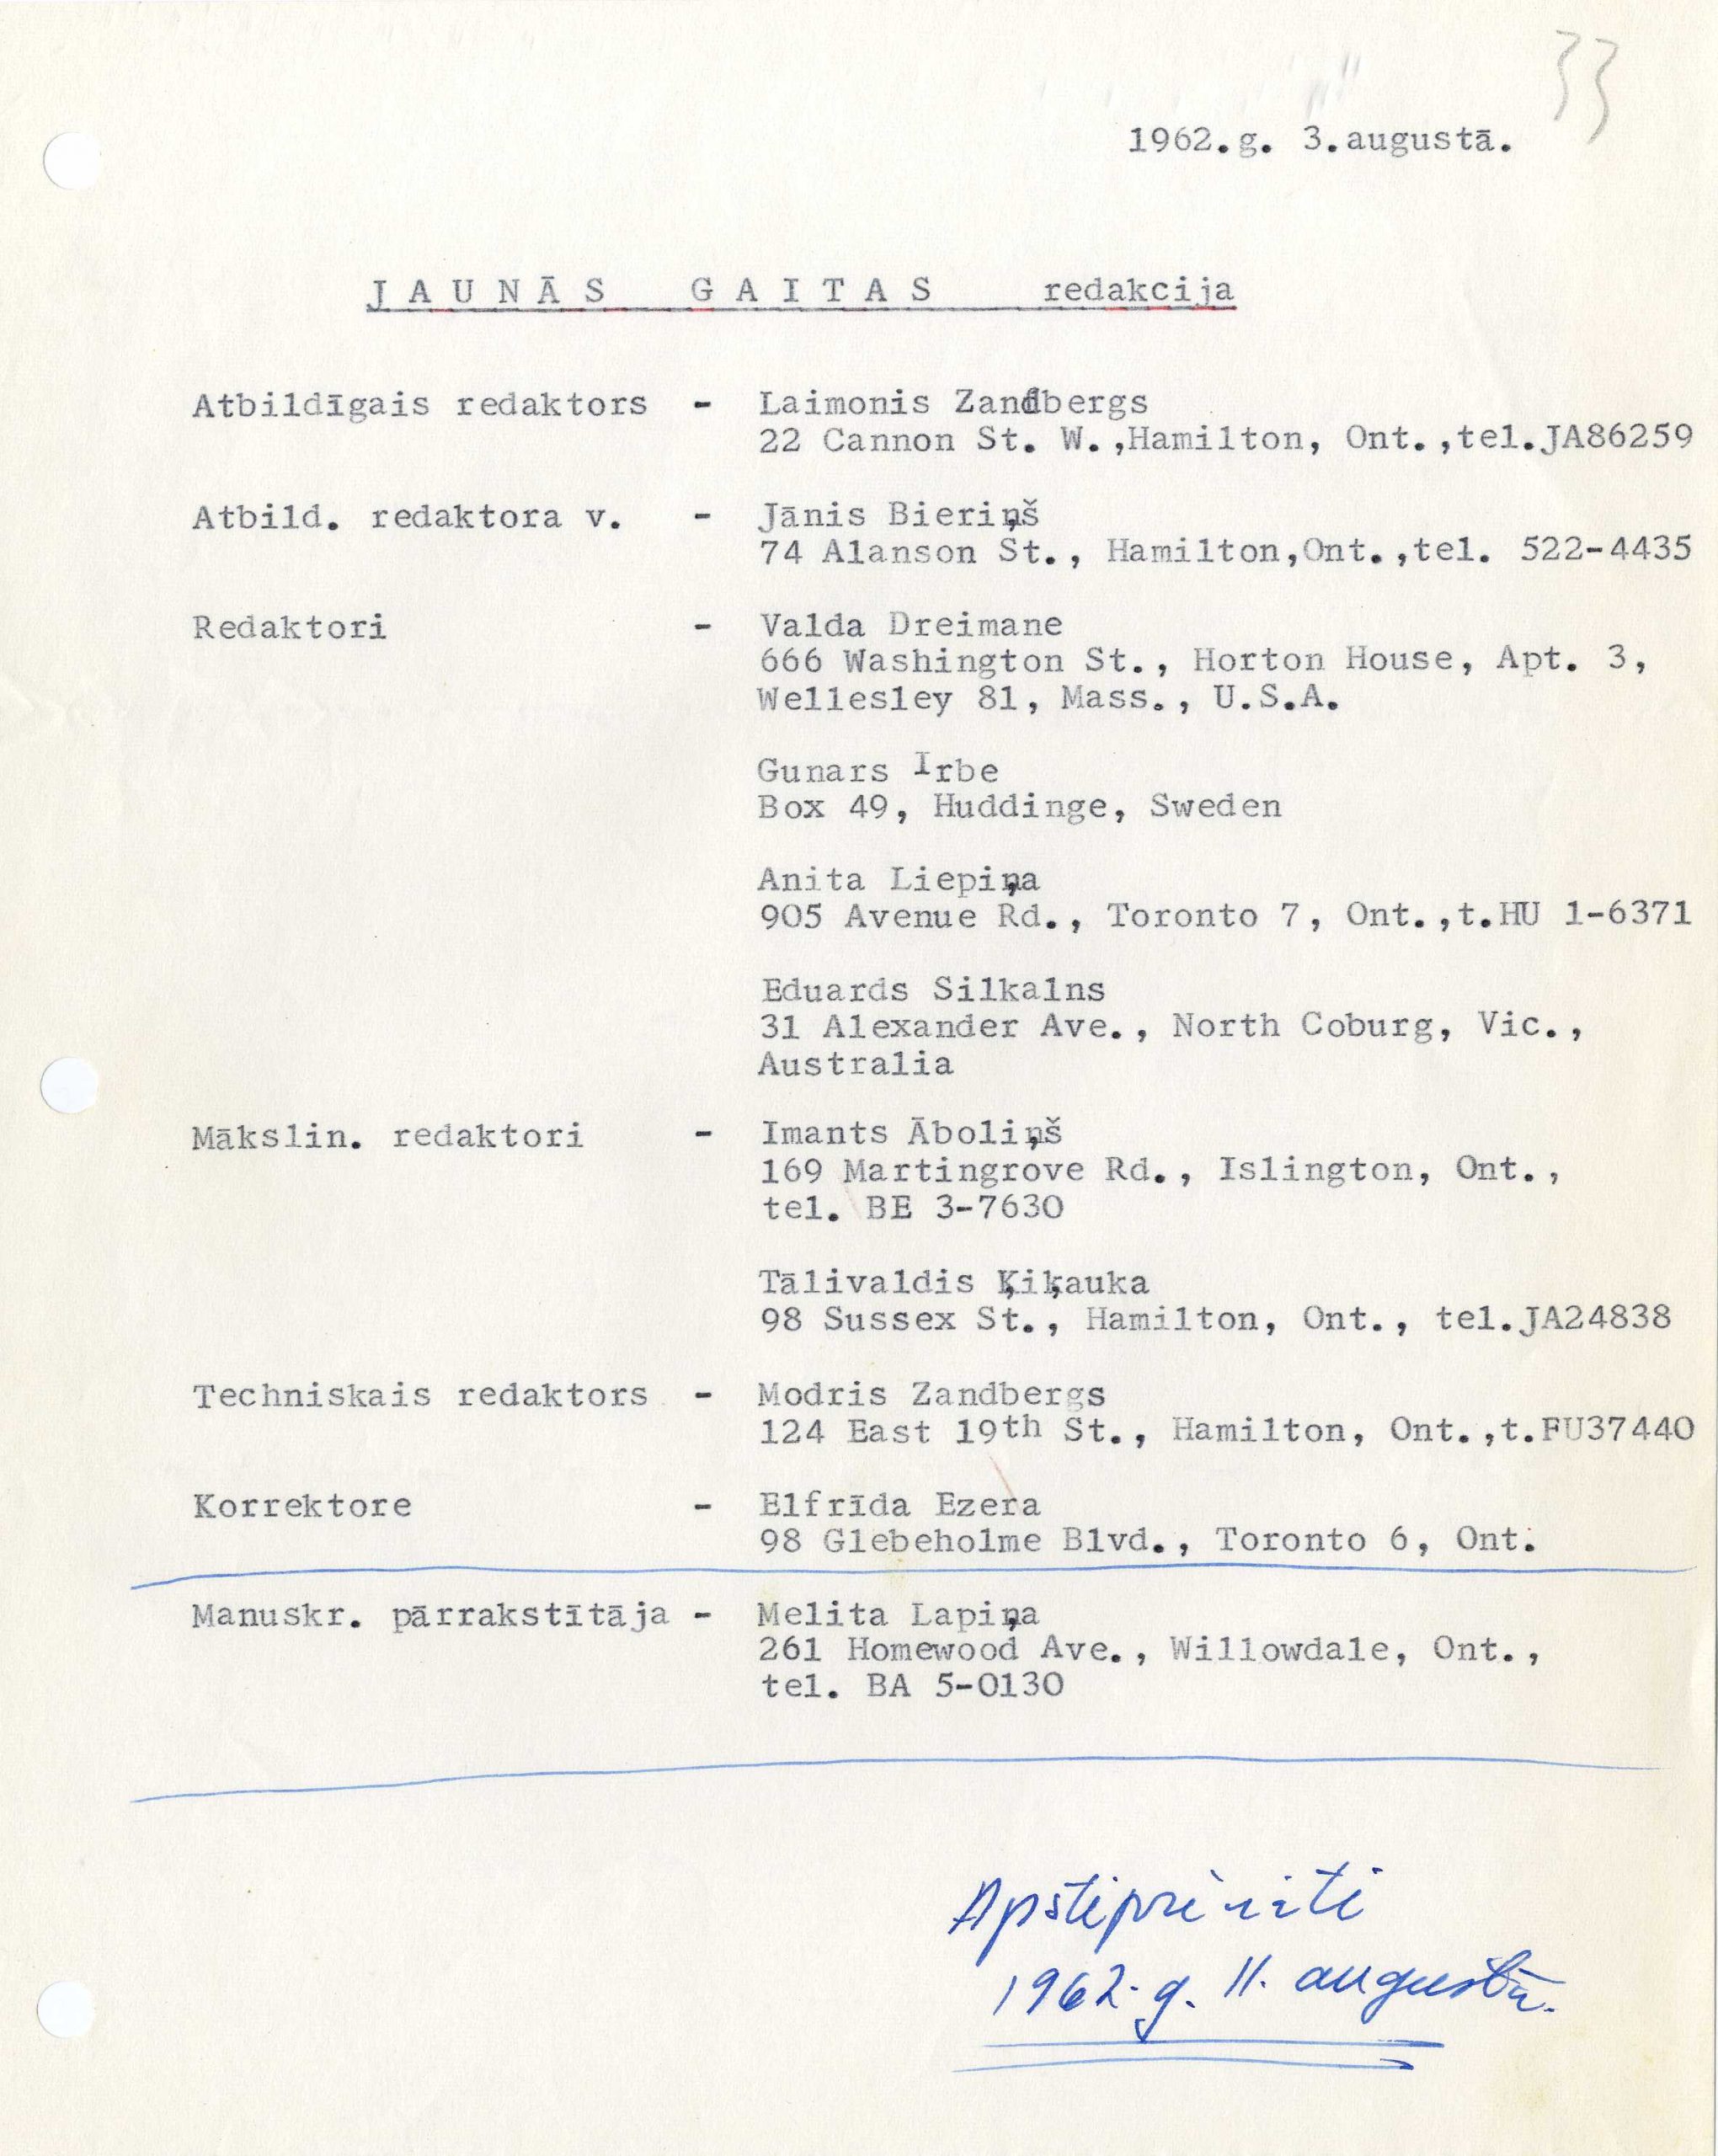 33
1962.g. 3.augustā.
JAUNĀS GAITAS redakcija
Atbildīgais redaktors - Laimonis Zandbergs
22 Cannon St. W.,Hamilton, Ont.,tel.JA86259
Atbild. redaktora v. - Jānis Bieriņš
74 Alanson St., Hamilton,Ont.,tel. 522-4435
Redaktori - Valda Dreimane
666 Washington St., Horton House, Apt. 3,
Wellesley 81, Mass., U.S.A.
Gunars Irbe
Box 49, Huddinge, Sweden
Anita Liepiņa
905 Avenue Rd., Toronto 7, Ont.,t.HU 1-6371
Eduards Silkalns
31 Alexander Ave., North Coburg, Vic.,
Australia
Mākslin. redaktori - Imants Āboliņš
169 Martingrove Rd., Islington, Ont.,
tel. BE 3-7630
Tālivaldis Ķiķauka
98 Sussex St., Hamilton, Ont., tel.JA24838
Techniskais redaktors - Modris Zandbergs
124 East 19th St., Hamilton, Ont.,t.FU37440
Korrektore - Elfrīda Ezera
98 Glebeholme Blvd., Toronto 6, Ont.
Manuskr. pārrakstītāja - Melita Lapiņa
261 Homewood Ave., Willowdale, Ont.,
tel. BA 5-0130
Apstiprināti
1962.g. 11. augustā.